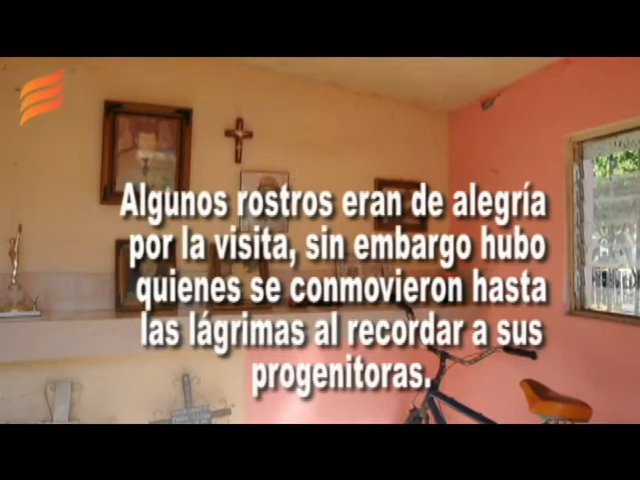 Algunos rostros eran de alegría
por la visita, sin embargo hubo
quienes se conmovieron hasta
las lágrimas al recordar a sus
progenitoras.